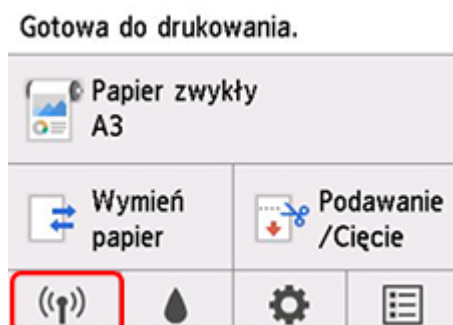 Gotowa do drukowania.
Papier zwykły
A3
Wymień
papier
Podawanie
/Cięcie